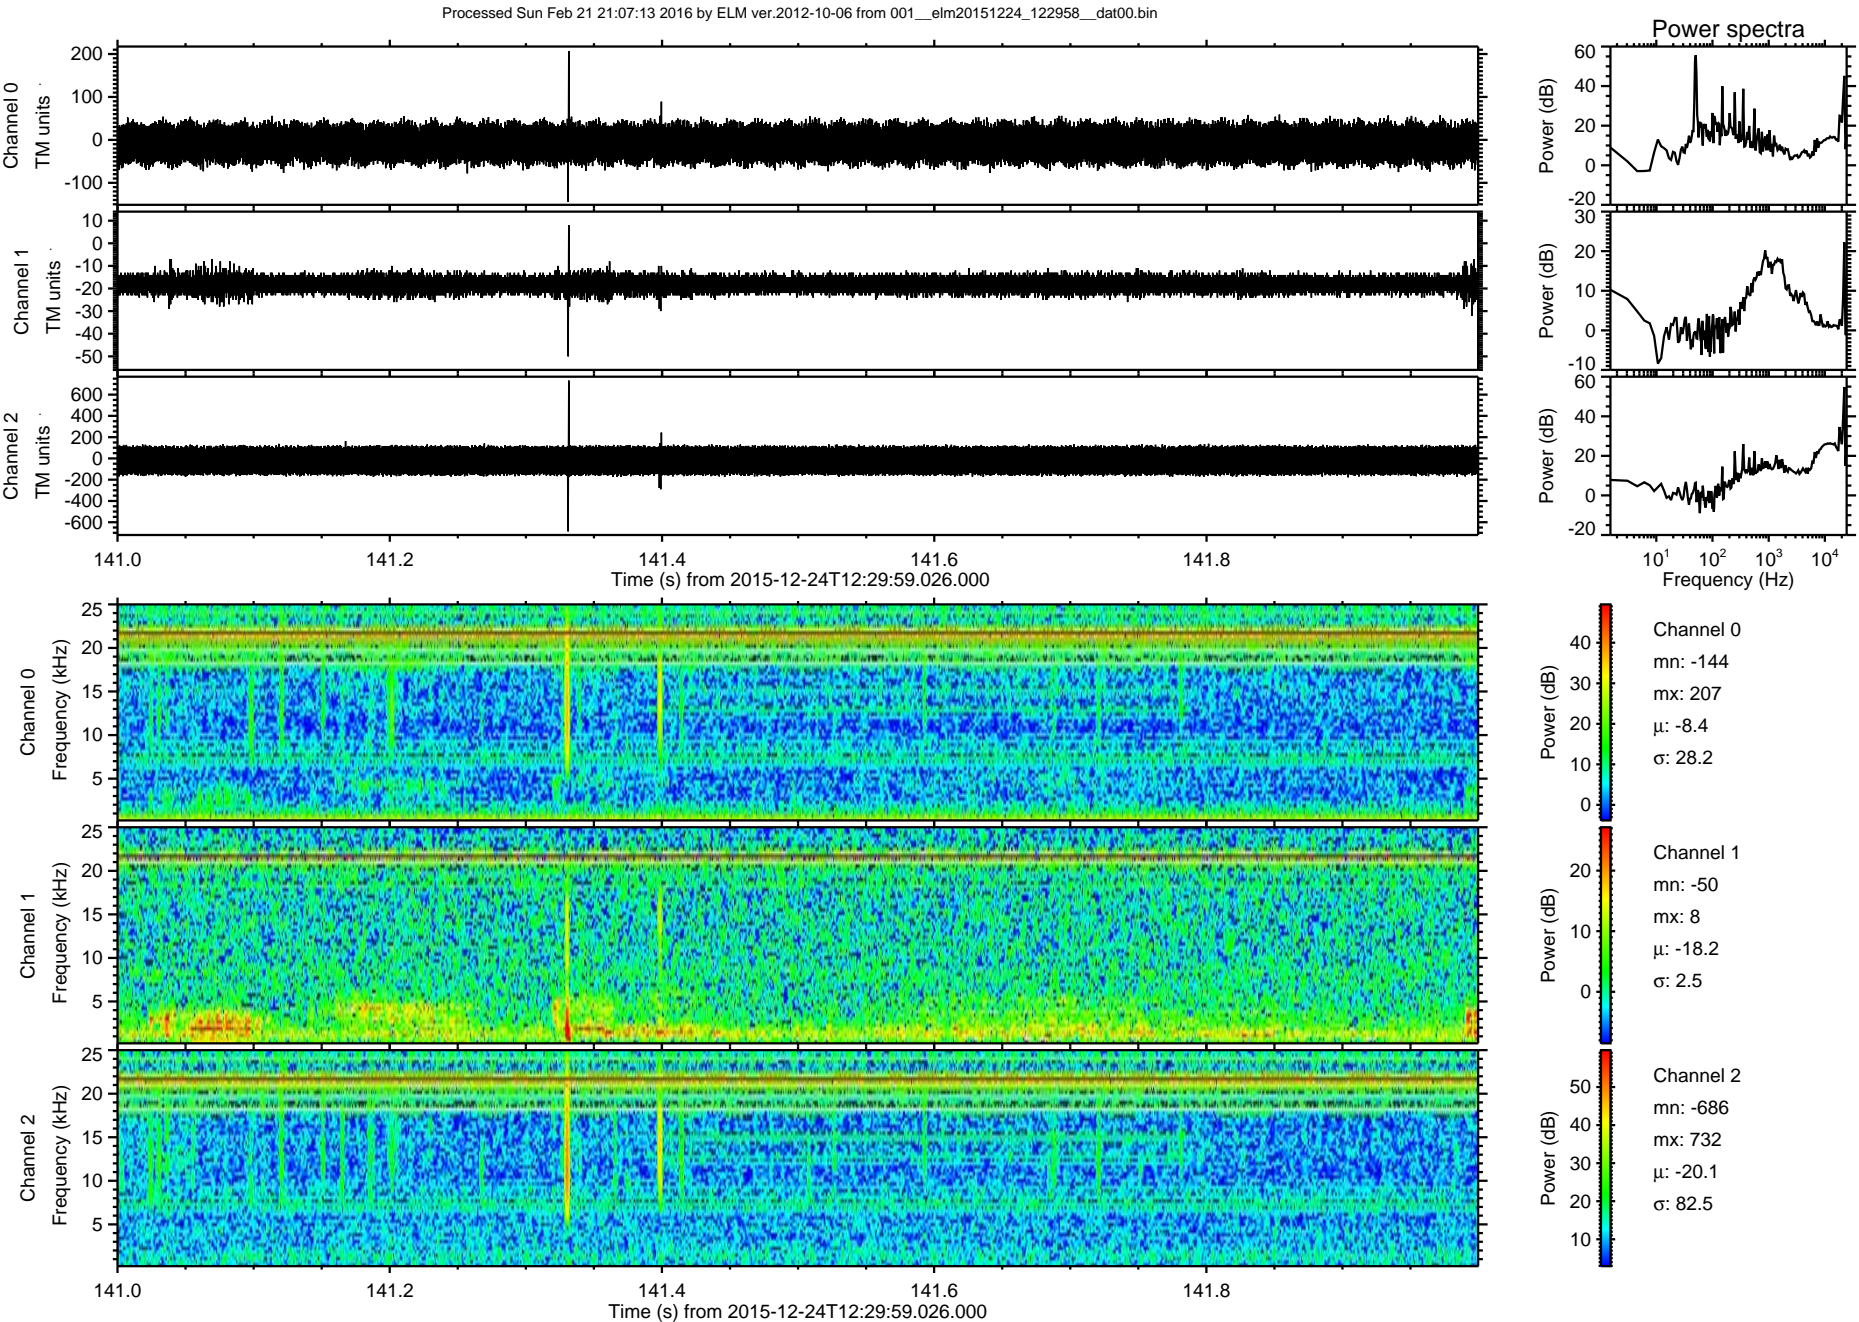 Processed Sun Feb 21 21:07:13 2016 by ELM ver.2012-10-06 from 001__elm20151224_122958__dat00.bin
Power spectra
Channel 0
TM units
200
100
0
-100
Power (dB)
60
40
20
0
-20
Channel 1
TM units
10
0
-10
-20
-30
-40
-50
Power (dB)
30
20
10
0
-10
Channel 2
TM units
600
400
200
0
-200
-400
-600
Power (dB)
60
40
20
0
-20
141.0 141.2 141.4 141.6 141.8
Time (s) from 2015-12-24T12:29:59.026.000
10¹ 10² 10³ 10⁴
Frequency (Hz)
Channel 0
Frequency (kHz)
25
20
15
10
5
Power (dB)
40
30
20
10
0
Channel 0
mn: -144
mx: 207
μ: -8.4
σ: 28.2
Channel 1
Frequency (kHz)
25
20
15
10
5
Power (dB)
20
10
0
Channel 1
mn: -50
mx: 8
μ: -18.2
σ: 2.5
Channel 2
Frequency (kHz)
25
20
15
10
5
Power (dB)
50
40
30
20
10
Channel 2
mn: -686
mx: 732
μ: -20.1
σ: 82.5
141.0 141.2 141.4 141.6 141.8
Time (s) from 2015-12-24T12:29:59.026.000